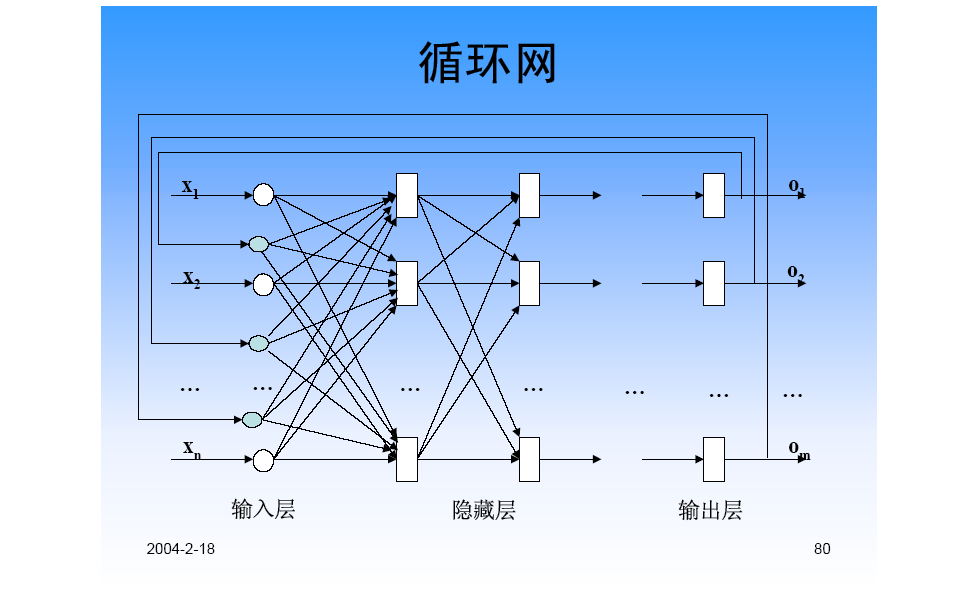 循环网
x1 o1
x2 o2
… … … … … … …
xn om
输入层 隐藏层 输出层
2004-2-18 80